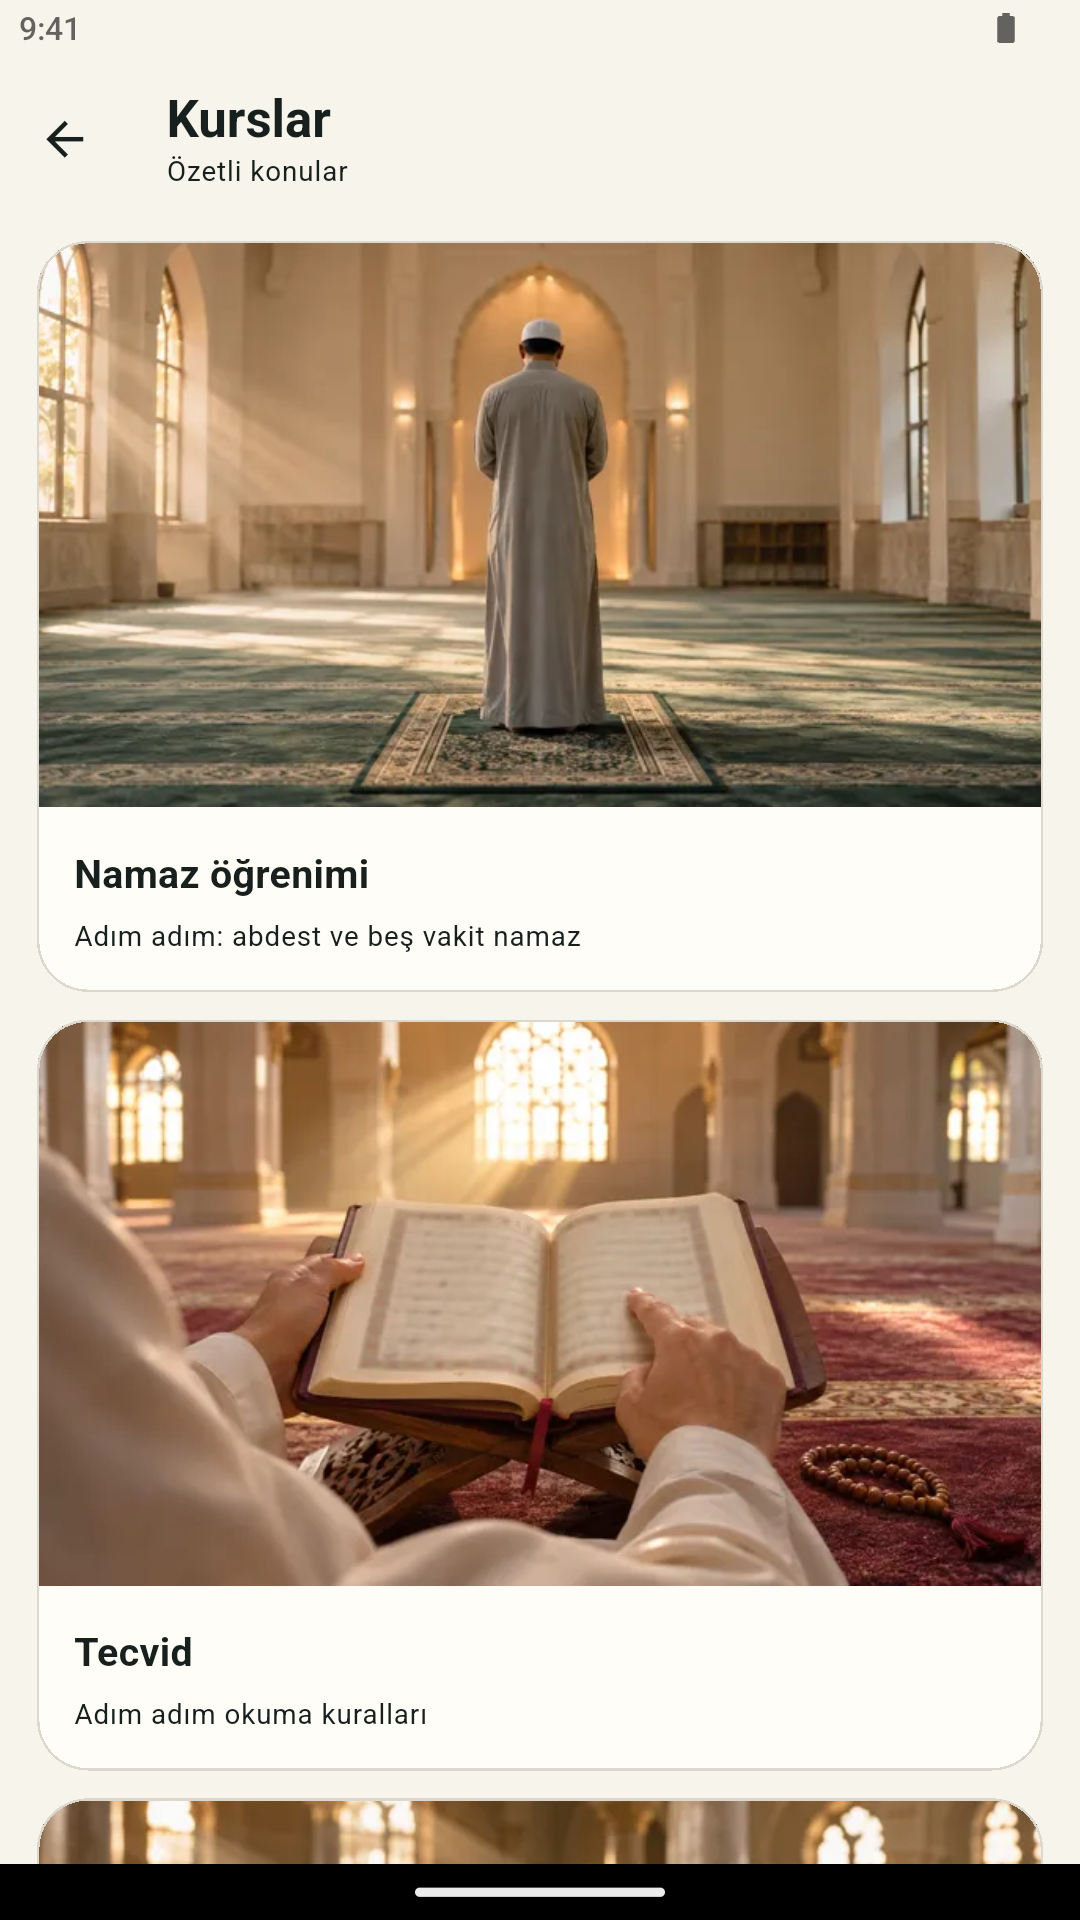 9:41
Kurslar
Özetli konular
Namaz öğrenimi
Adım adım: abdest ve beş vakit namaz
Tecvid
Adım adım okuma kuralları